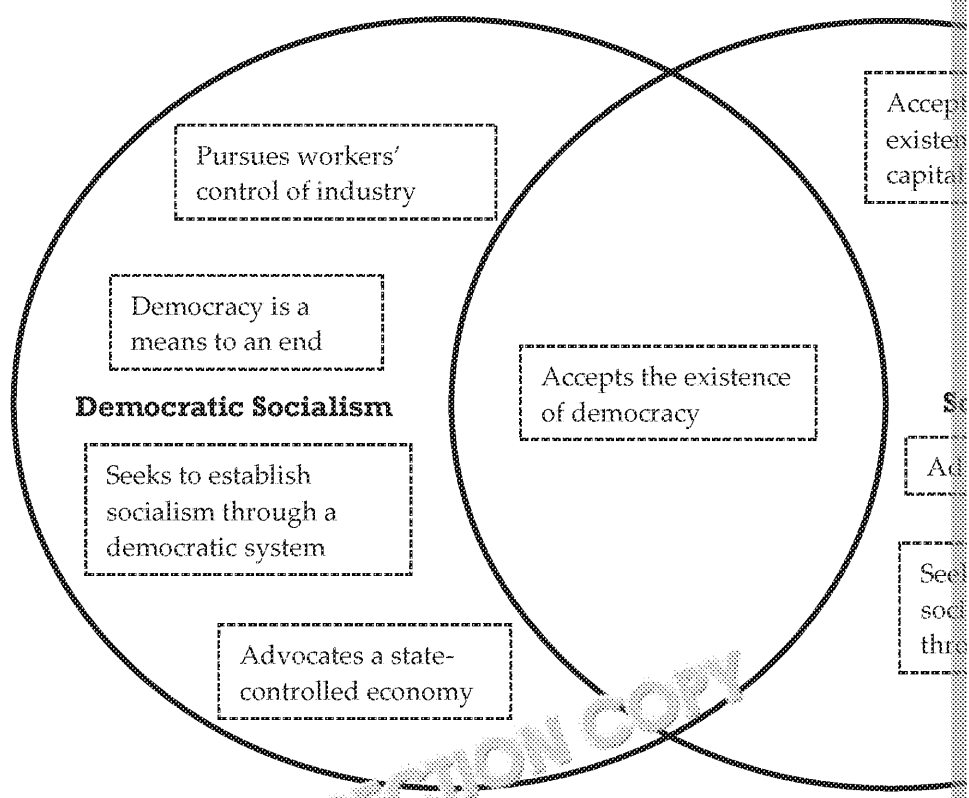 Pursues workers'
control of industry
Democracy is a
means to an end
Democratic Socialism
Seeks to establish
socialism through a
democratic system
Advocates a state-
controlled economy
Accepts the existence
of democracy
COPY